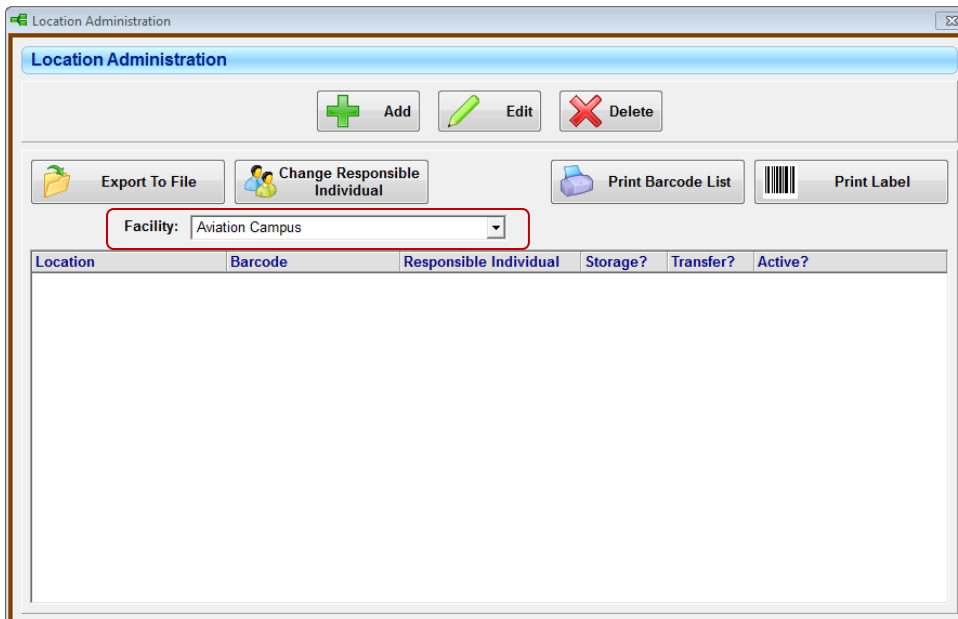 Location Administration
Location Administration
Add Edit Delete
Export To File Change Responsible Individual Print Barcode List Print Label
Facility: Aviation Campus
Location Barcode Responsible Individual Storage? Transfer? Active?